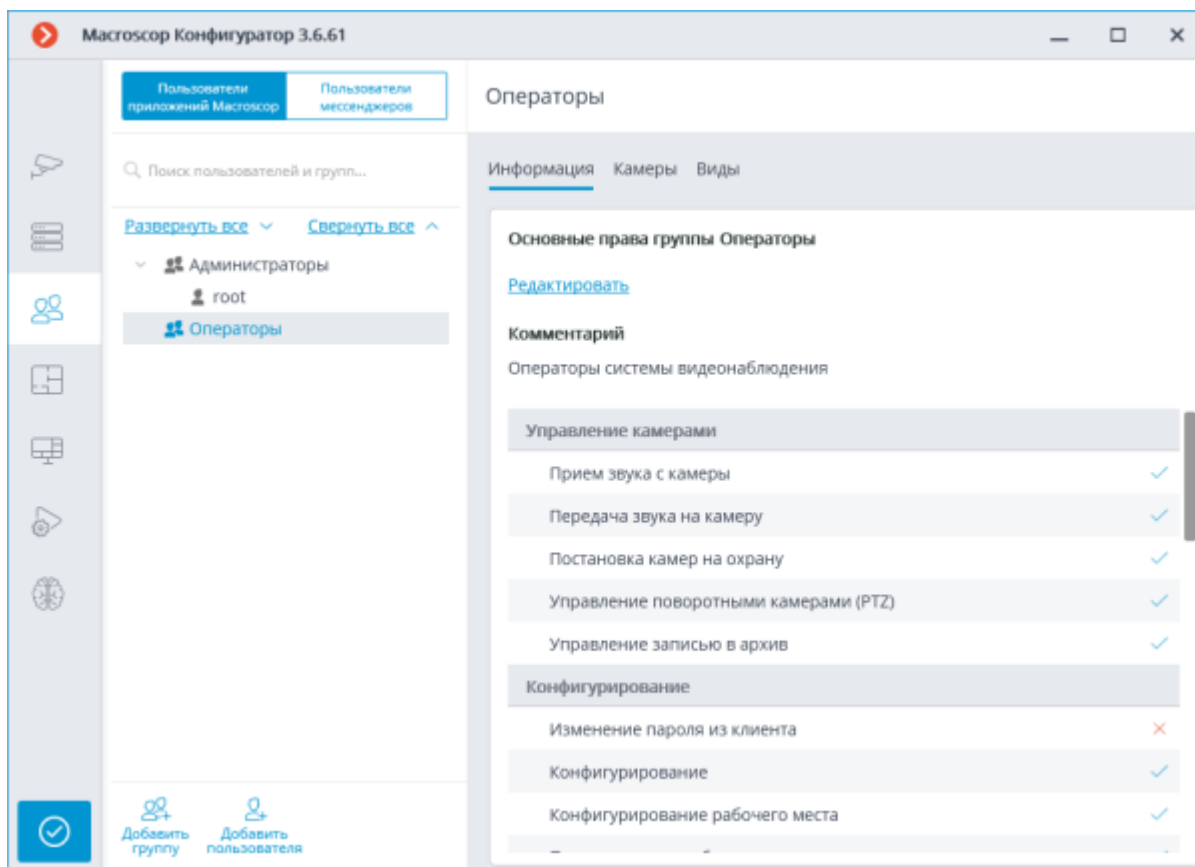 Macroscop Конфигуратор 3.6.61
Пользователи
приложений Macroscop
Пользователи
мессенджеров
Поиск пользователей и групп...
Развернуть все
Свернуть все
Администраторы
root
Операторы
Добавить
группу
Добавить
пользователя
Операторы
Информация Камеры Виды
Основные права группы Операторы
Редактировать
Комментарий
Операторы системы видеонаблюдения
Управление камерами
Прием звука с камеры
Передача звука на камеру
Постановка камер на охрану
Управление поворотными камерами (PTZ)
Управление записью в архив
Конфигурирование
Изменение пароля из клиента
Конфигурирование
Конфигурирование рабочего места